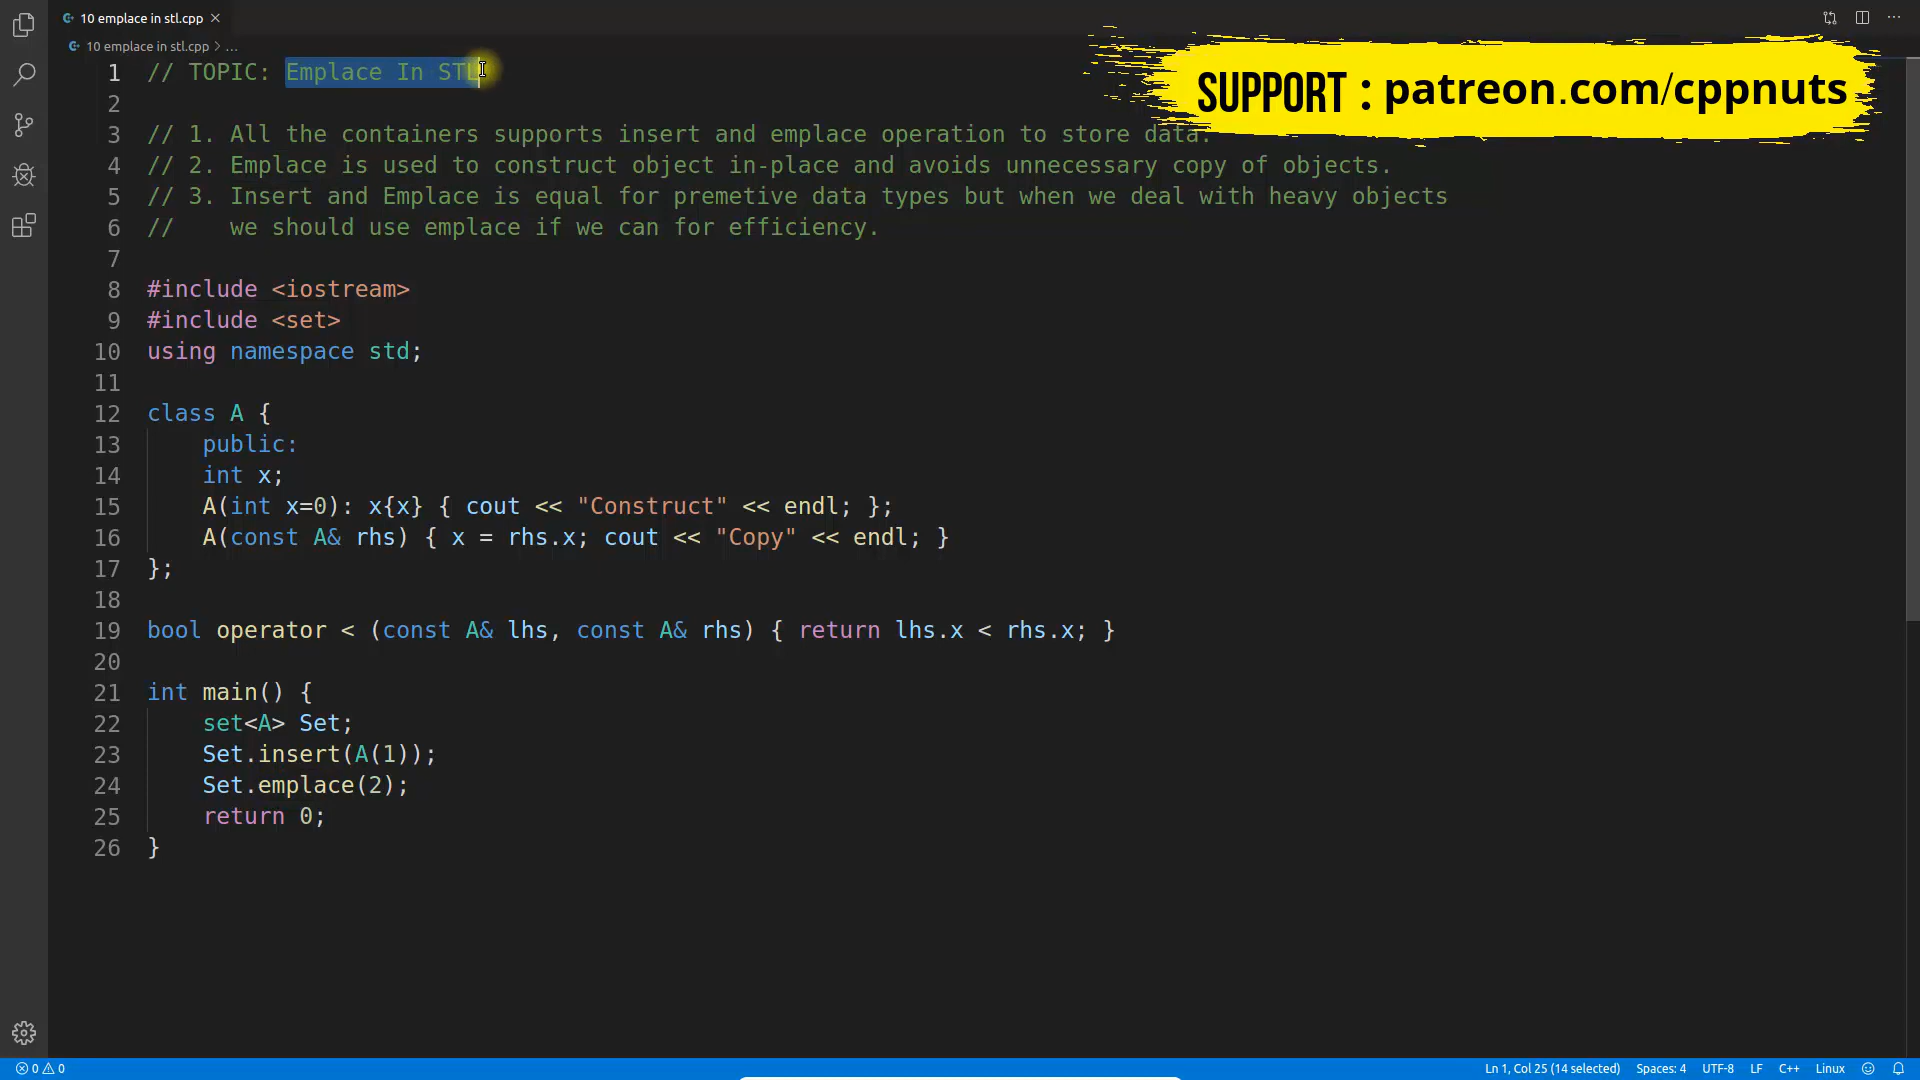 10 emplace in stl.cpp
10 emplace in stl.cpp > ...
SUPPORT : patreon.com/cppnuts
1 // TOPIC: Emplace In STL
2
3 // 1. All the containers supports insert and emplace operation to store data.
4 // 2. Emplace is used to construct object in-place and avoids unnecessary copy of objects.
5 // 3. Insert and Emplace is equal for premetive data types but when we deal with heavy objects
6 //    we should use emplace if we can for efficiency.
7
8 #include <iostream>
9 #include <set>
10 using namespace std;
11
12 class A {
13     public:
14     int x;
15     A(int x=0): x{x} { cout << "Construct" << endl; };
16     A(const A& rhs) { x = rhs.x; cout << "Copy" << endl; }
17 };
18
19 bool operator < (const A& lhs, const A& rhs) { return lhs.x < rhs.x; }
20
21 int main() {
22     set<A> Set;
23     Set.insert(A(1));
24     Set.emplace(2);
25     return 0;
26 }
0 0 Ln 1, Col 25 (14 selected) Spaces: 4 UTF-8 LF C++ Linux